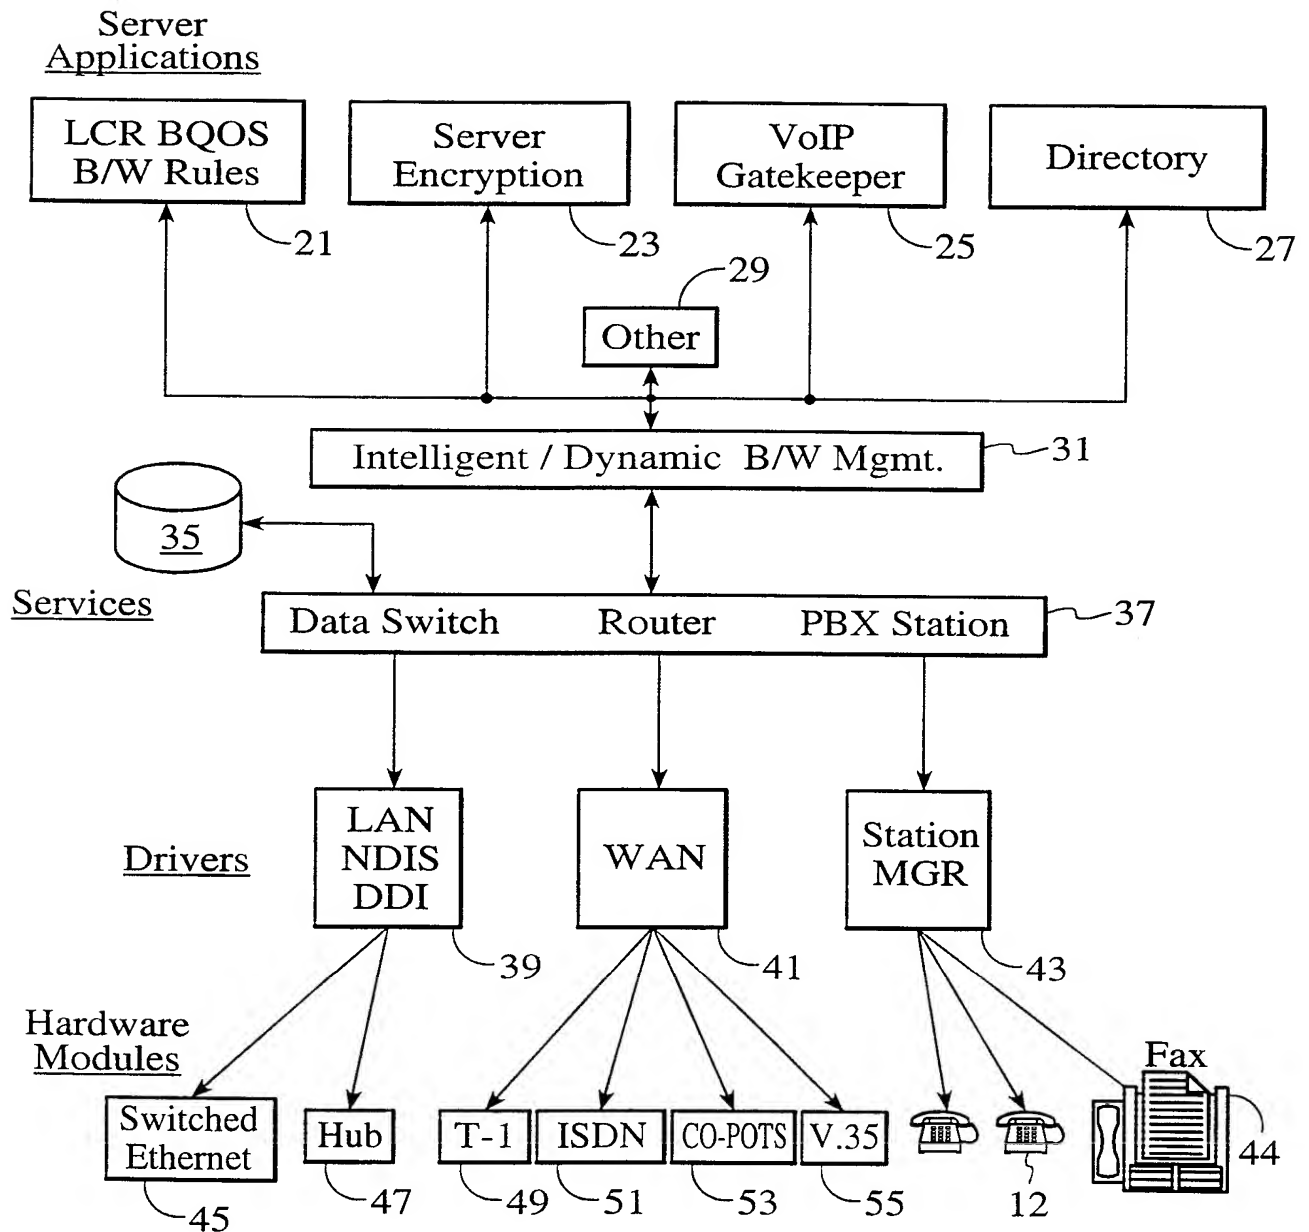 Server
Applications
LCR BQOS
B/W Rules
21
Server
Encryption
23
VoIP
Gatekeeper
25
Directory
27
29
Other
Intelligent / Dynamic B/W Mgmt.
31
35
Services
Data Switch Router PBX Station
37
Drivers
LAN
NDIS
DDI
39
WAN
41
Station
MGR
43
Hardware
Modules
Switched
Ethernet
45
Hub
47
T-1
49
ISDN
51
CO-POTS
53
V.35
55
12
Fax
44